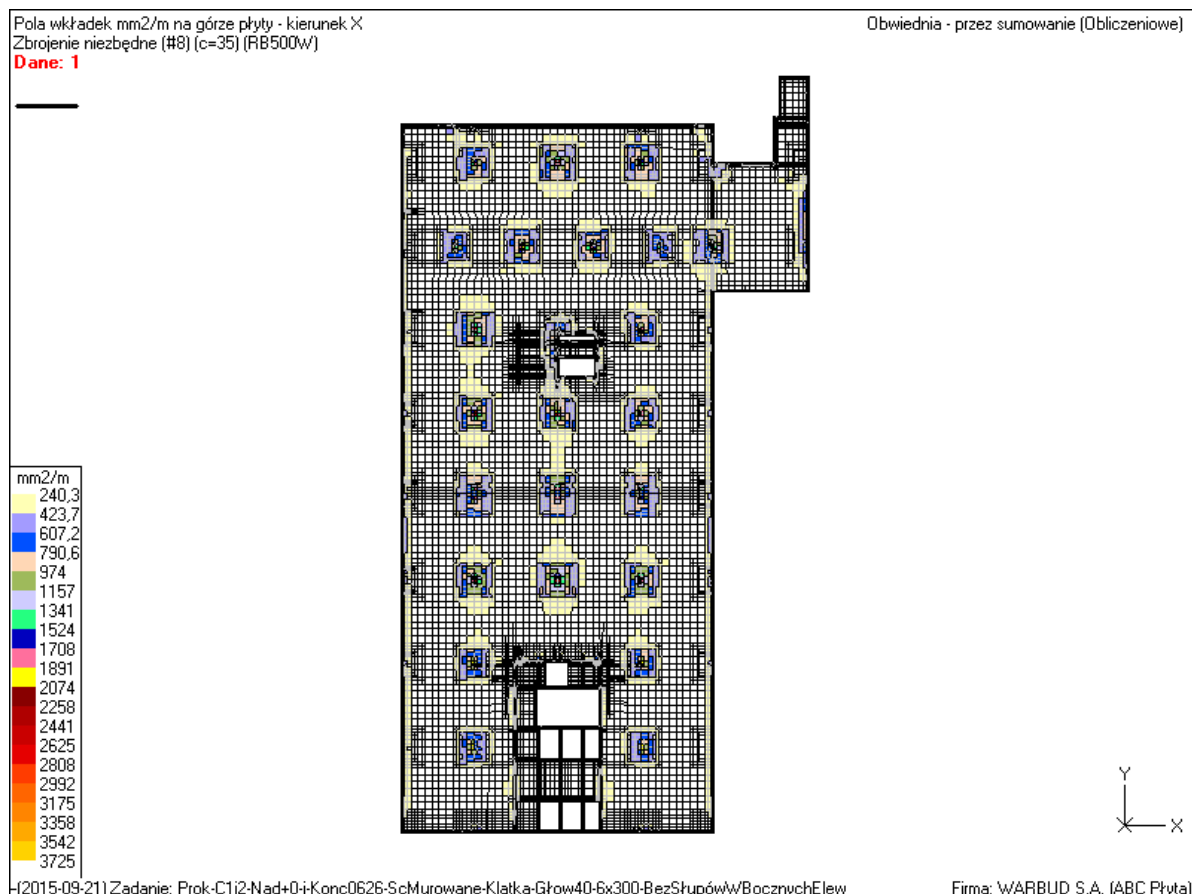 Pola wkładek mm2/m na górze płyty - kierunek X
Obwiednia - przez sumowanie (Obliczeniowe)
Zbrojenie niezbędne (#8) (c=35) (RB500W)
Dane: 1
mm2/m
240,3
423,7
607,2
790,6
974
1157
1341
1524
1708
1891
2074
2258
2441
2625
2808
2992
3175
3358
3542
3725
Y
X
-(2015-09-21) Zadanie: Prok-C1i2-Nad+0-i-Konc0626-ScMurowane-Klatka-Głow40-6x300-BezSłupówWBocznychElew
Firma: WARBUD S.A. (ABC Płyta)